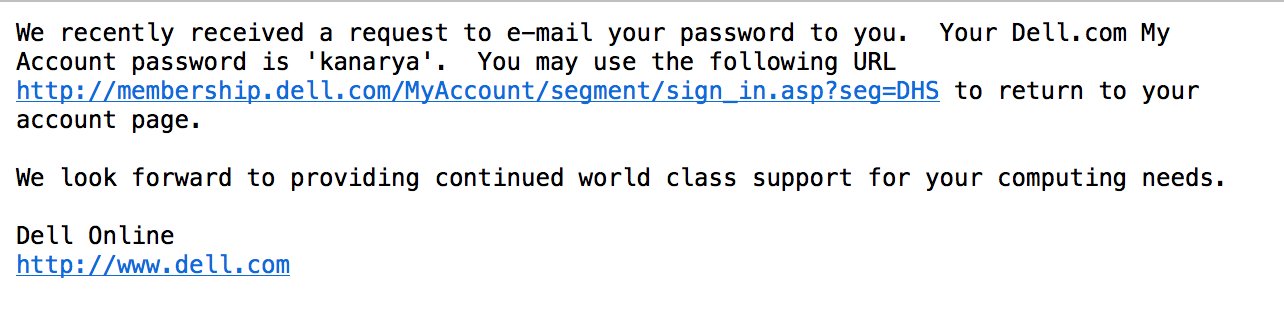 We recently received a request to e-mail your password to you.  Your Dell.com My
Account password is 'kanarya'.  You may use the following URL
http://membership.dell.com/MyAccount/segment/sign_in.asp?seg=DHS to return to your
account page.

We look forward to providing continued world class support for your computing needs.

Dell Online
http://www.dell.com